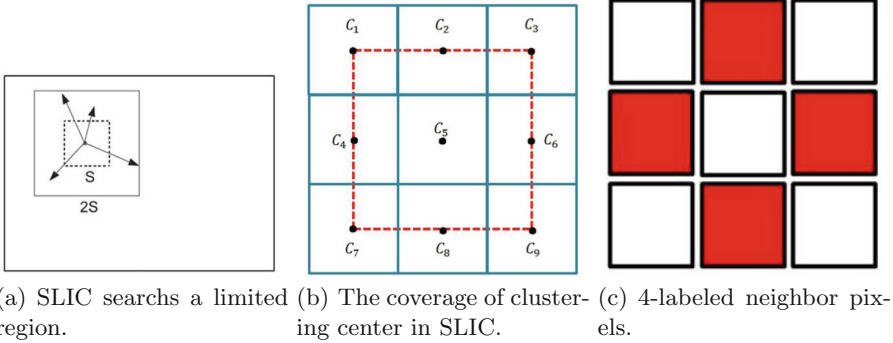 S
2S
C₁ C₂ C₃
C₄ C₅ C₆
C₇ C₈ C₉
(a) SLIC searchs a limited
region.
(b) The coverage of cluster-
ing center in SLIC.
(c) 4-labeled neighbor pix-
els.